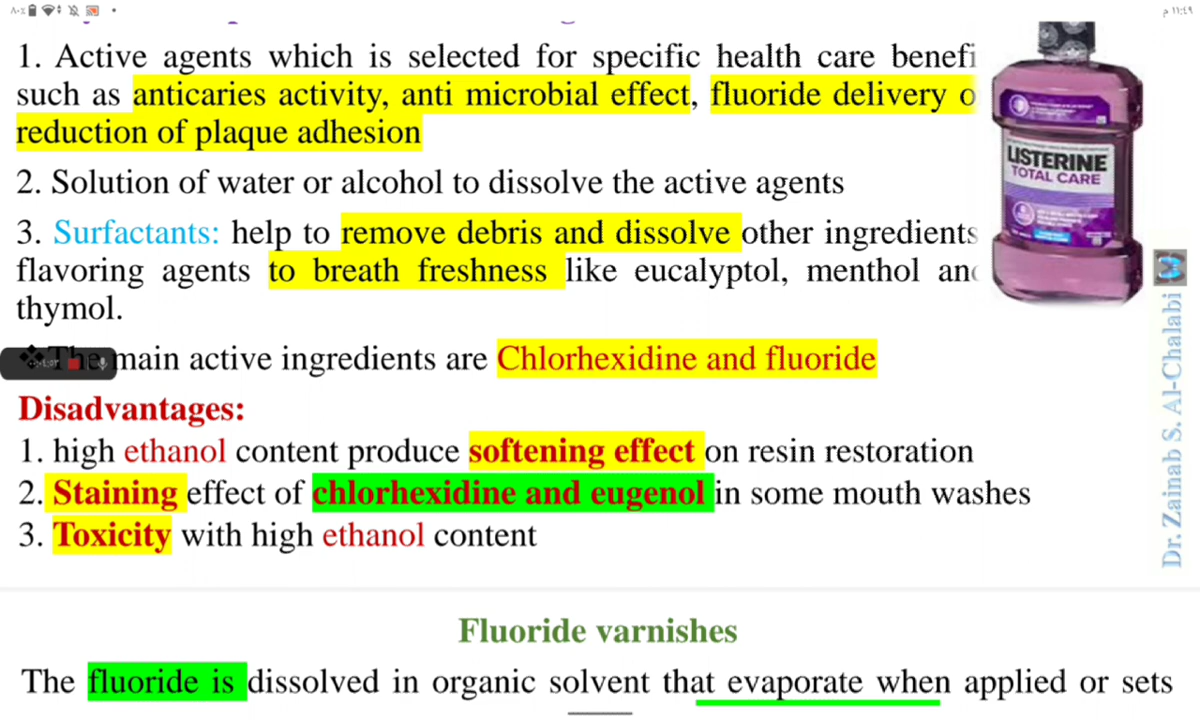 ٨٠٪
١١:٤٩ م
1. Active agents which is selected for specific health care benefi
such as anticaries activity, anti microbial effect, fluoride delivery o
reduction of plaque adhesion
2. Solution of water or alcohol to dissolve the active agents
3. Surfactants: help to remove debris and dissolve other ingredients
flavoring agents to breath freshness like eucalyptol, menthol an
thymol.
The main active ingredients are Chlorhexidine and fluoride
Disadvantages:
1. high ethanol content produce softening effect on resin restoration
2. Staining effect of chlorhexidine and eugenol in some mouth washes
3. Toxicity with high ethanol content
LISTERINE
TOTAL CARE
Dr. Zainab S. Al-Chalabi
Fluoride varnishes
The fluoride is dissolved in organic solvent that evaporate when applied or sets